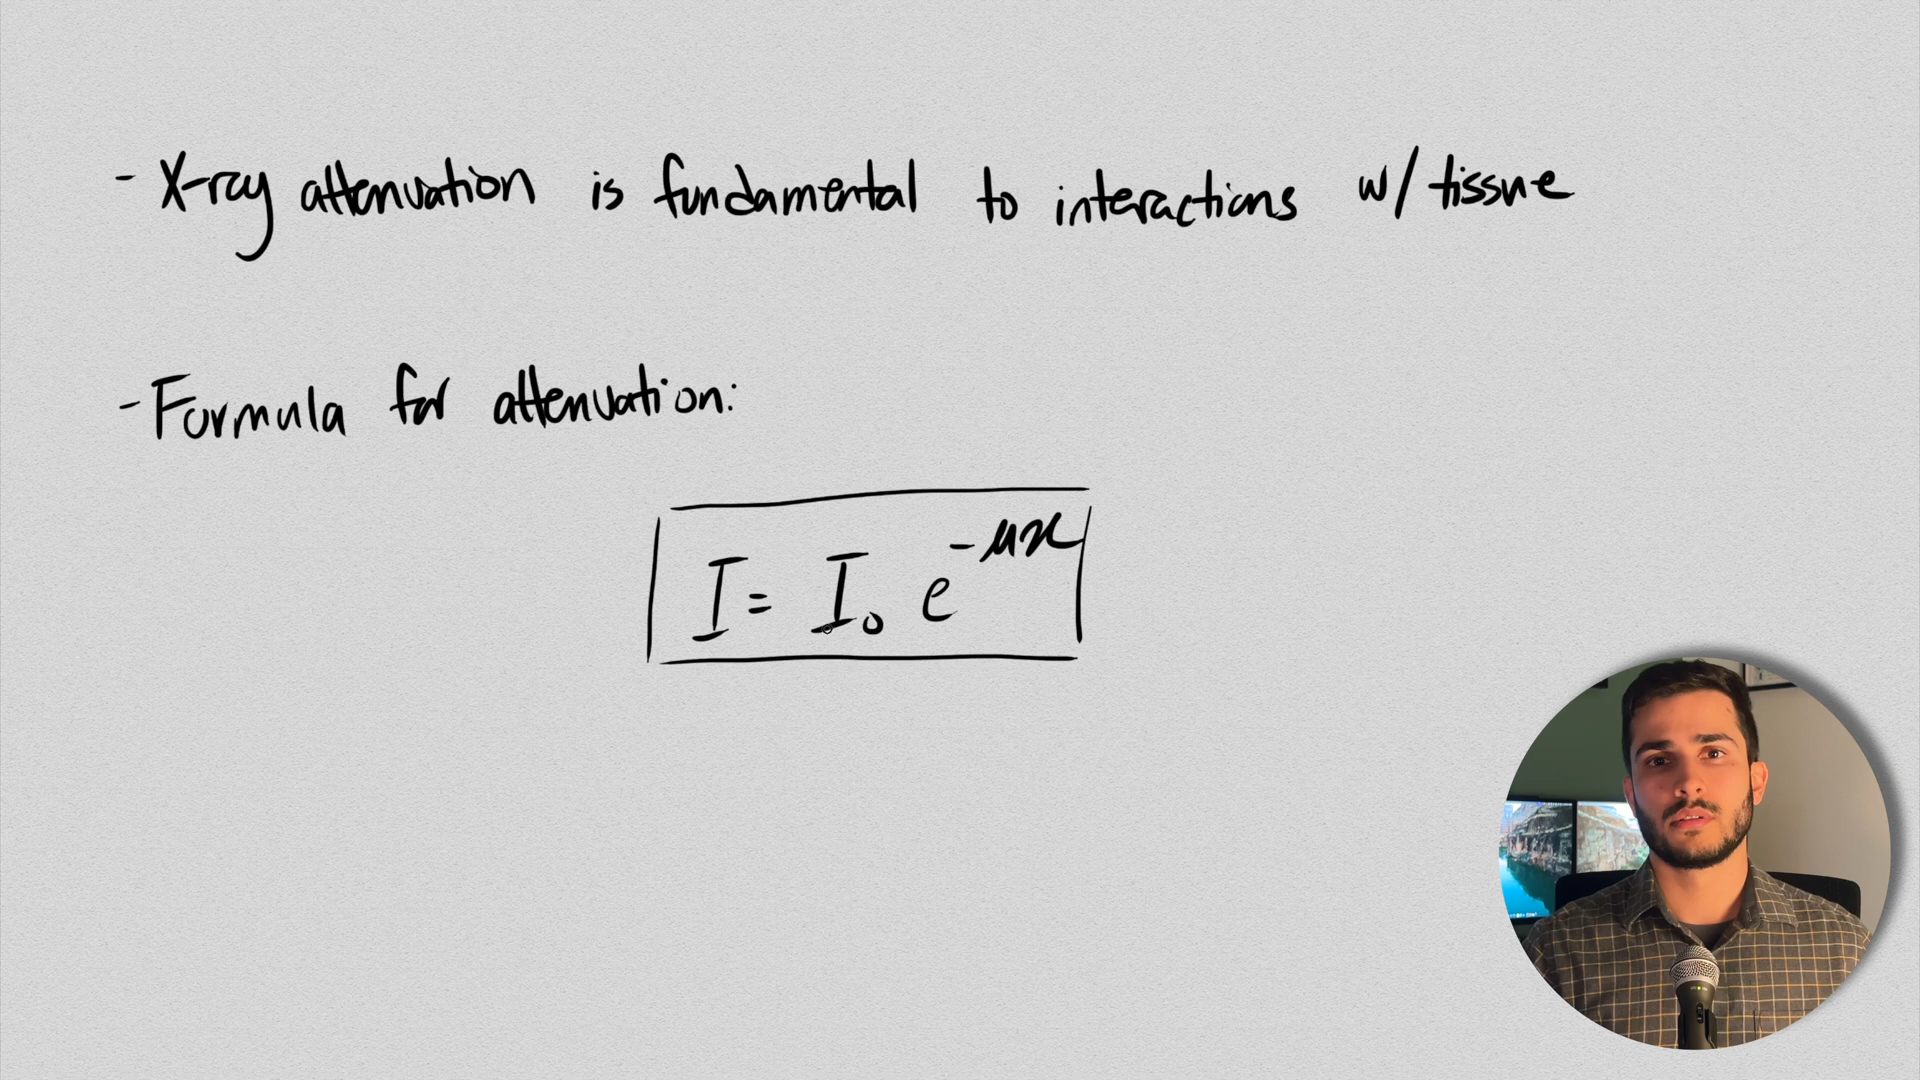 - X-ray attenuation is fundamental to interactions w/ tissue
- Formula for attenuation:
I = I₀ e^-μx